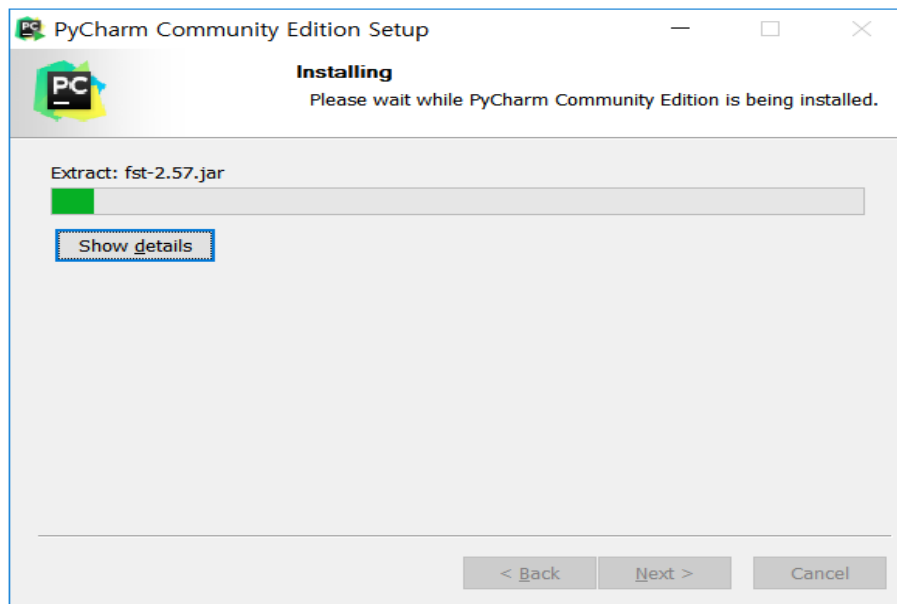 PyCharm Community Edition Setup
PC
Installing
Please wait while PyCharm Community Edition is being installed.
Extract: fst-2.57.jar
Show details
< Back Next > Cancel